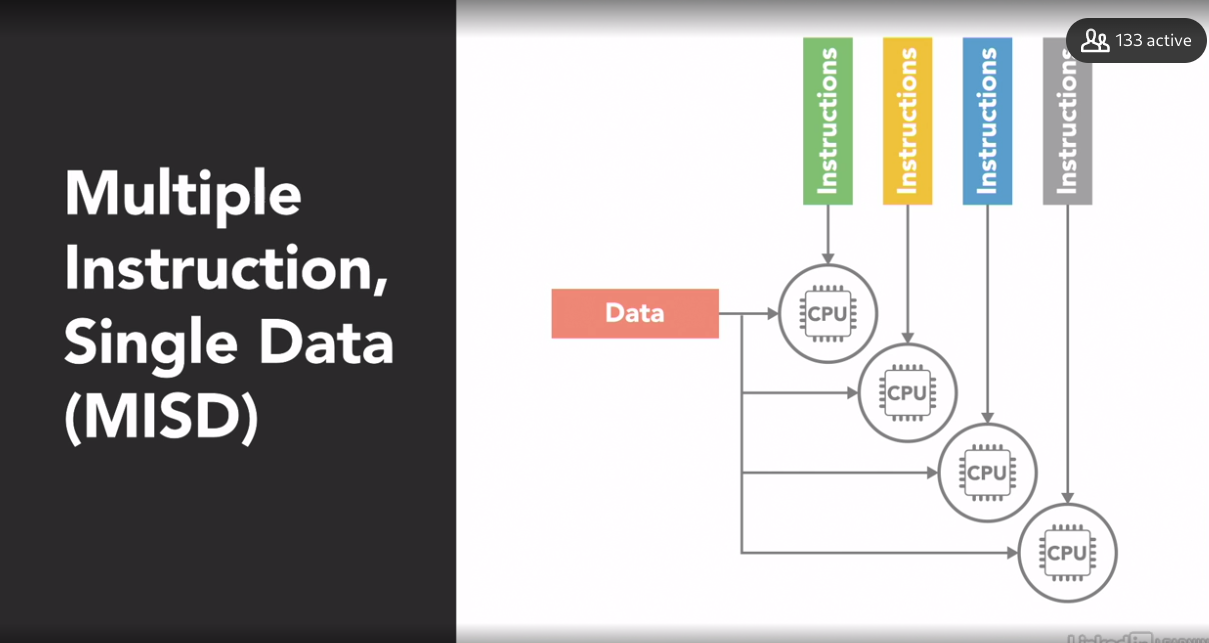 Multiple
Instruction,
Single Data
(MISD)
133 active
Instructions
Instructions
Instructions
Instructions
Data
CPU
CPU
CPU
CPU